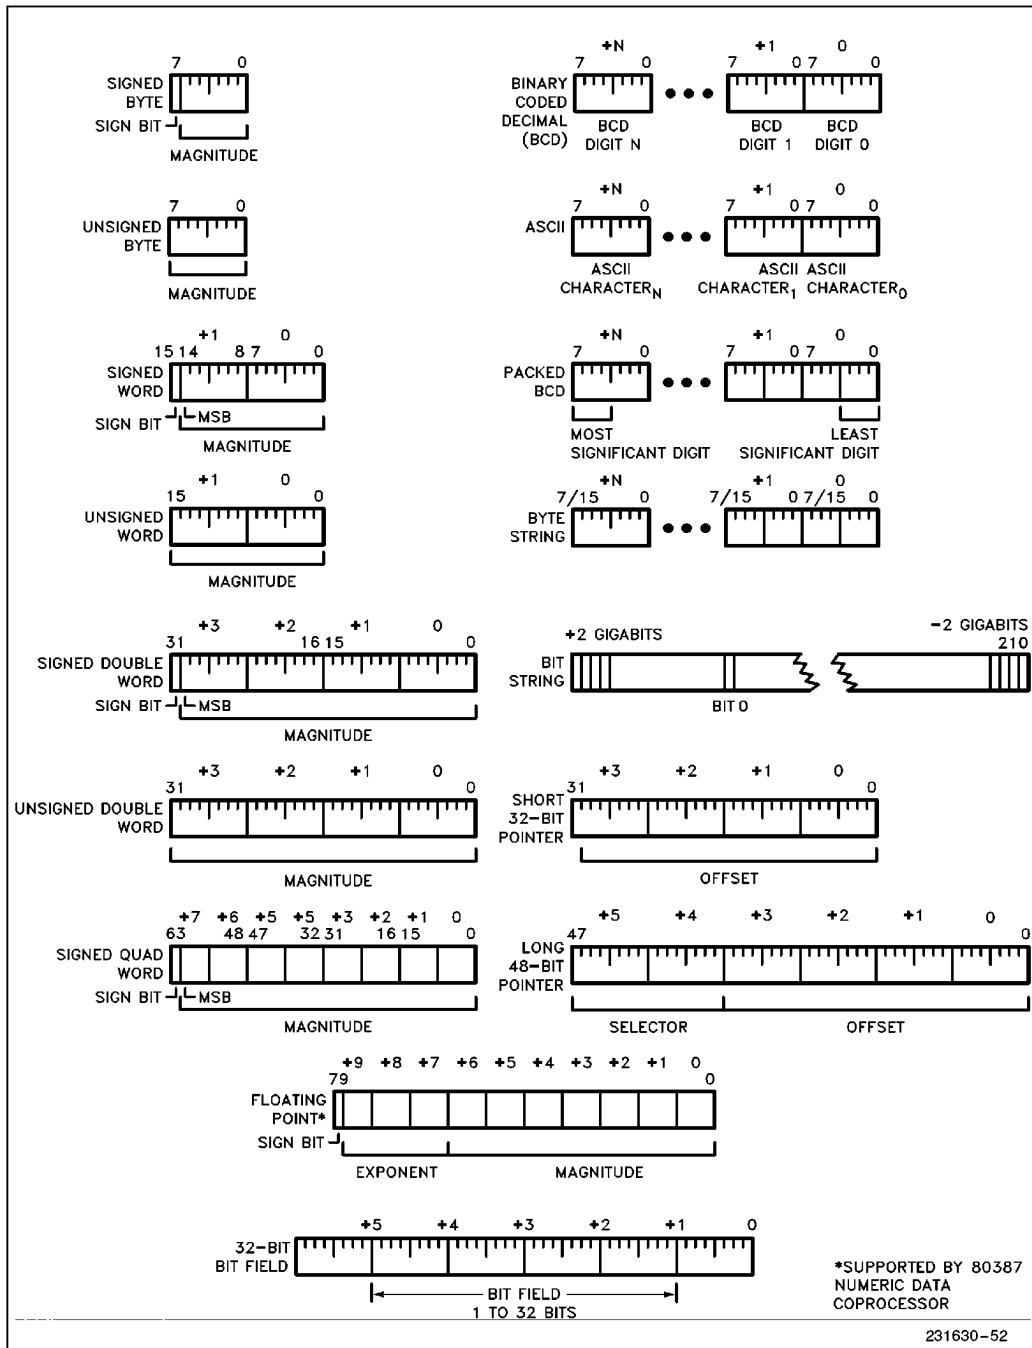 7 0
SIGNED
BYTE
SIGN BIT
MAGNITUDE
7 0
UNSIGNED
BYTE
MAGNITUDE
+1 0
15 14 8 7 0
SIGNED
WORD
SIGN BIT MSB
MAGNITUDE
+1 0
15 0
UNSIGNED
WORD
MAGNITUDE
+3 +2 +1 0
31 16 15 0
SIGNED DOUBLE
WORD
SIGN BIT MSB
MAGNITUDE
+3 +2 +1 0
31 0
UNSIGNED DOUBLE
WORD
MAGNITUDE
+7 +6 +5 +5 +3 +2 +1 0
63 48 47 32 31 16 15 0
SIGNED QUAD
WORD
SIGN BIT MSB
MAGNITUDE
+N +1 0
7 0 7 0 7 0
BINARY
CODED
DECIMAL
(BCD)
BCD BCD BCD
DIGIT N DIGIT 1 DIGIT 0
+N +1 0
7 0 7 0 7 0
ASCII
ASCII ASCII ASCII
CHARACTERN CHARACTER1 CHARACTER0
+N +1 0
7 0 7 0 7 0
PACKED
BCD
MOST LEAST
SIGNIFICANT DIGIT SIGNIFICANT DIGIT
+N +1 0
7/15 0 7/15 0 7/15 0
BYTE
STRING
+2 GIGABITS -2 GIGABITS
210
BIT
STRING
BIT 0
+3 +2 +1 0
31 0
SHORT
32-BIT
POINTER
OFFSET
+5 +4 +3 +2 +1 0
47 0
LONG
48-BIT
POINTER
SELECTOR OFFSET
+9 +8 +7 +6 +5 +4 +3 +2 +1 0
79 0
FLOATING
POINT*
SIGN BIT
EXPONENT MAGNITUDE
+5 +4 +3 +2 +1 0
32-BIT
BIT FIELD
BIT FIELD
1 TO 32 BITS
*SUPPORTED BY 80387
NUMERIC DATA
COPROCESSOR
231630-52